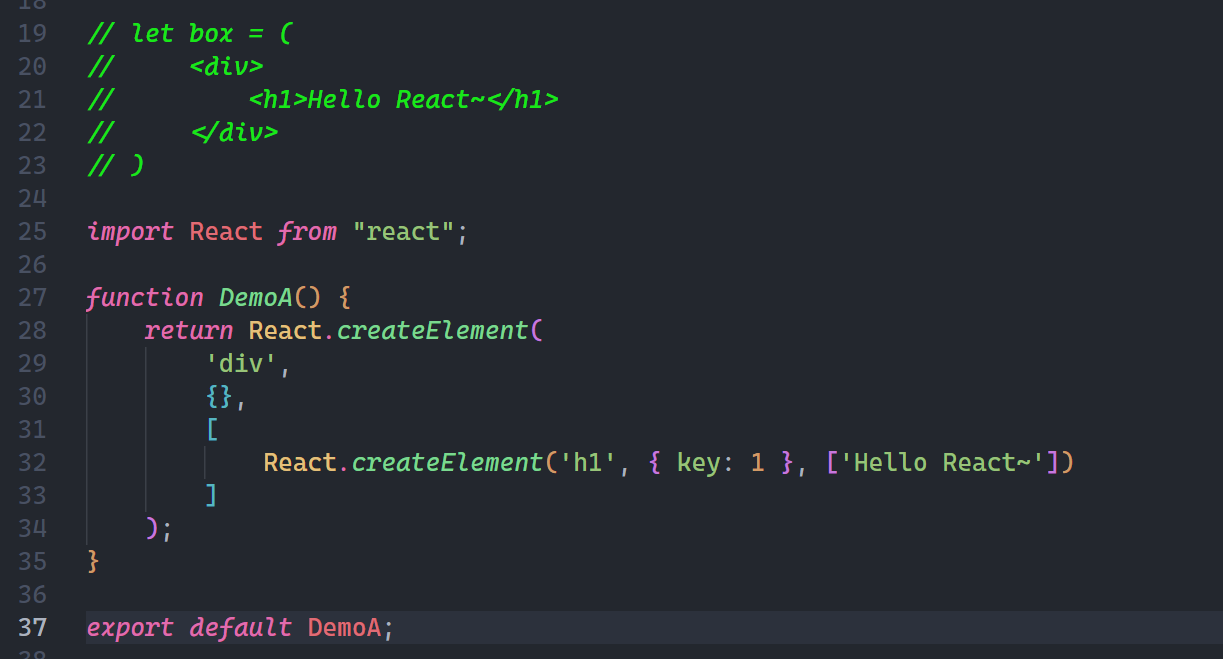 18
19 // let box = (
20 //     <div>
21 //         <h1>Hello React~</h1>
22 //     </div>
23 // )
24
25 import React from "react";
26
27 function DemoA() {
28     return React.createElement(
29         'div',
30         {},
31         [
32             React.createElement('h1', { key: 1 }, ['Hello React~'])
33         ]
34     );
35 }
36
37 export default DemoA;
38